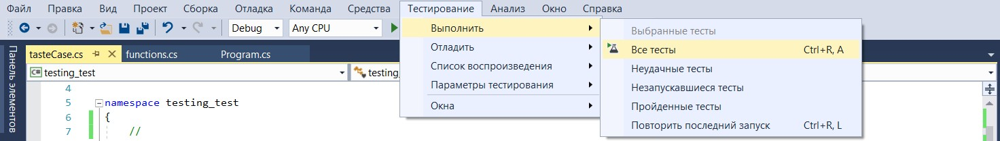 Файл Правка Вид Проект Сборка Отладка Команда Средства Тестирование Анализ Окно Справка
Debug Any CPU
Выполнить
Отладить
Список воспроизведения
Параметры тестирования
Окна
Выбранные тесты
Все тесты Ctrl+R, A
Неудачные тесты
Незапускавшиеся тесты
Пройденные тесты
Повторить последний запуск Ctrl+R, L
Панель элементов
tasteCase.cs functions.cs Program.cs
C# testing_test testing_
4
5 namespace testing_test
6 {
7 //